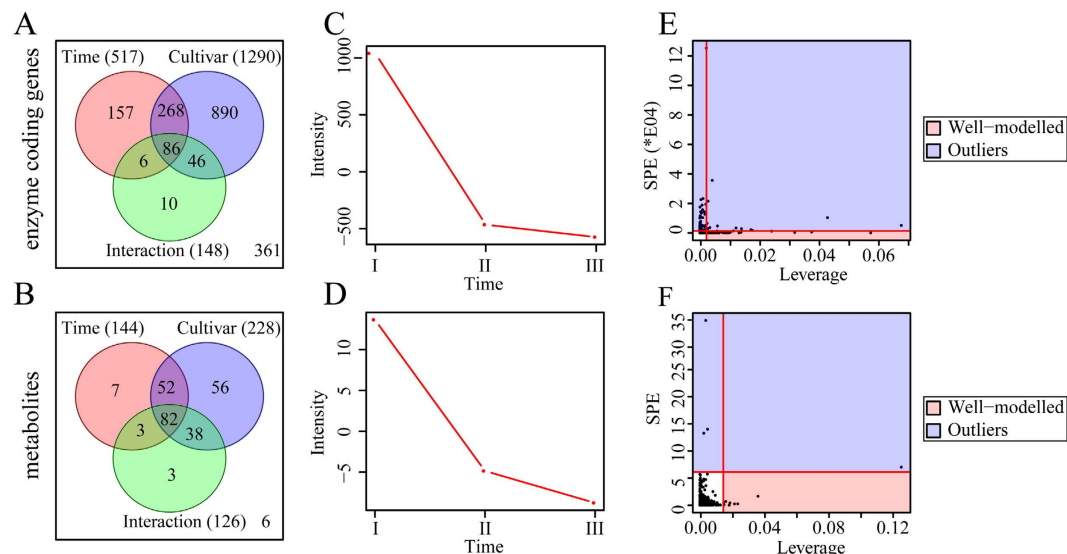 A
enzyme coding genes
Time (517)
Cultivar (1290)
157
268
890
86
6
46
10
Interaction (148)
361
B
metabolites
Time (144)
Cultivar (228)
7
52
56
82
3
38
3
Interaction (126)
6
C
Intensity
1000
500
0
−500
I
II
III
Time
D
Intensity
10
5
0
−5
I
II
III
Time
E
SPE (*E04)
12
10
8
6
4
2
0
0.00
0.02
0.04
0.06
Leverage
Well−modelled
Outliers
F
SPE
35
30
25
20
15
10
5
0
0.00
0.04
0.08
0.12
Leverage
Well−modelled
Outliers